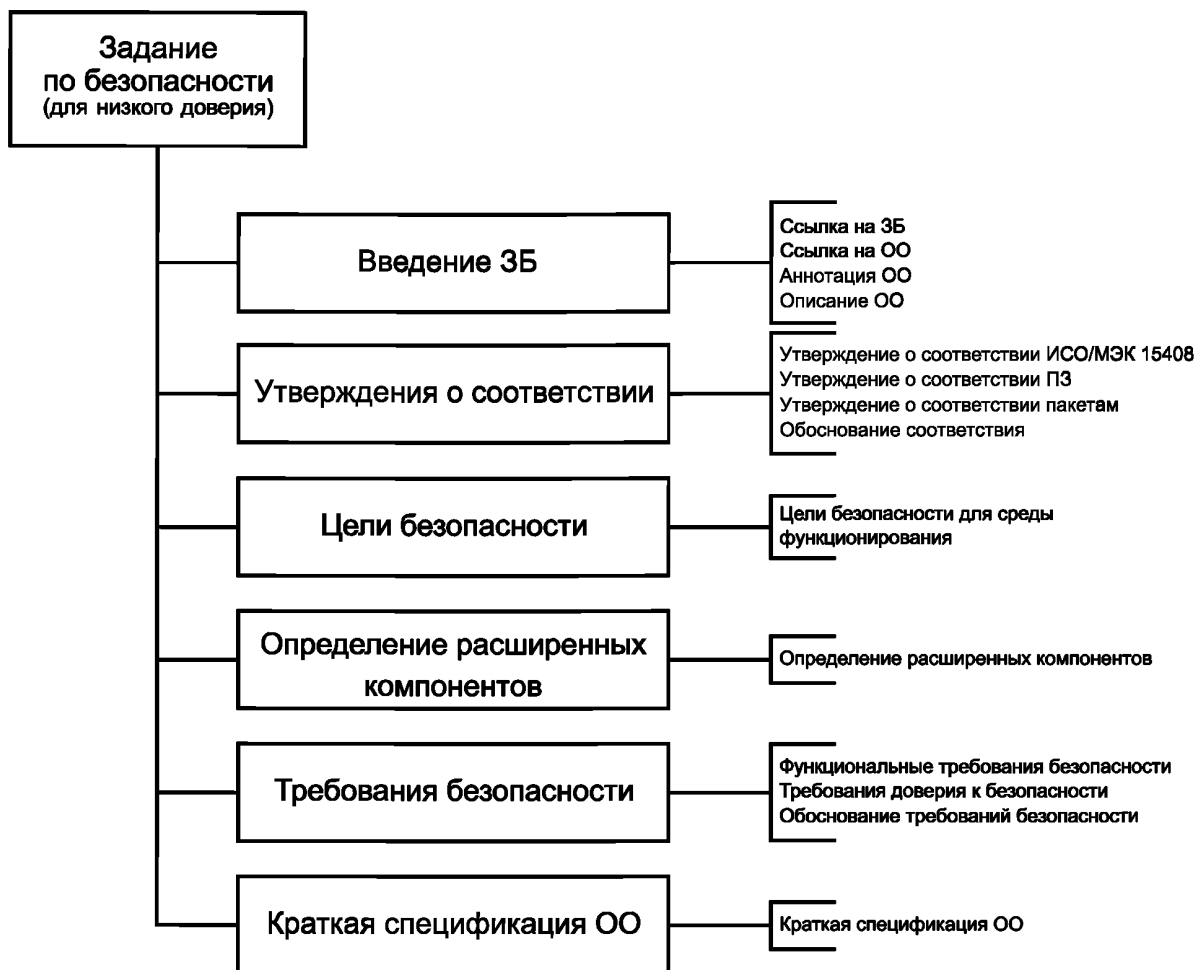 Задание
по безопасности
(для низкого доверия)
Введение ЗБ
Ссылка на ЗБ
Ссылка на ОО
Аннотация ОО
Описание ОО
Утверждения о соответствии
Утверждение о соответствии ИСО/МЭК 15408
Утверждение о соответствии ПЗ
Утверждение о соответствии пакетам
Обоснование соответствия
Цели безопасности
Цели безопасности для среды
функционирования
Определение расширенных
компонентов
Определение расширенных компонентов
Требования безопасности
Функциональные требования безопасности
Требования доверия к безопасности
Обоснование требований безопасности
Краткая спецификация ОО
Краткая спецификация ОО